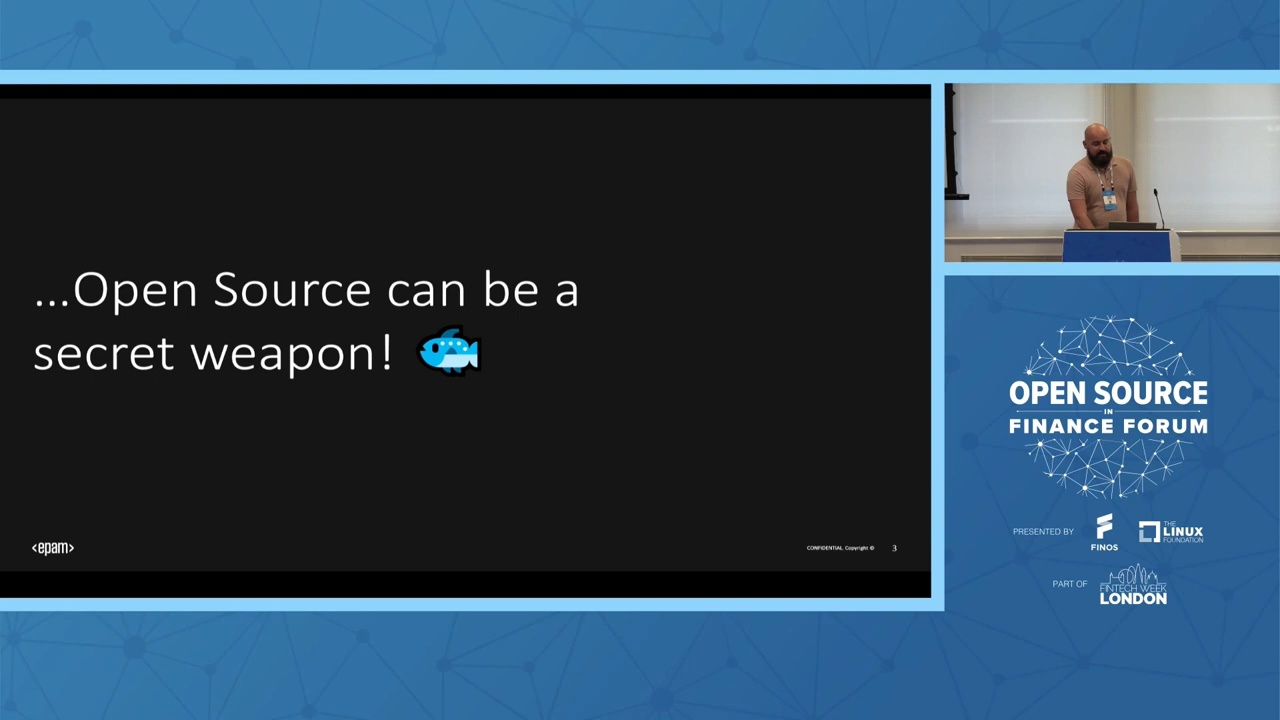 ...Open Source can be a
secret weapon!
<epam>
CONFIDENTIAL Copyright ©
3
OPEN SOURCE
IN
FINANCE FORUM
PRESENTED BY
FINOS
THE
LINUX
FOUNDATION
PART OF
FINTECH WEEK
LONDON